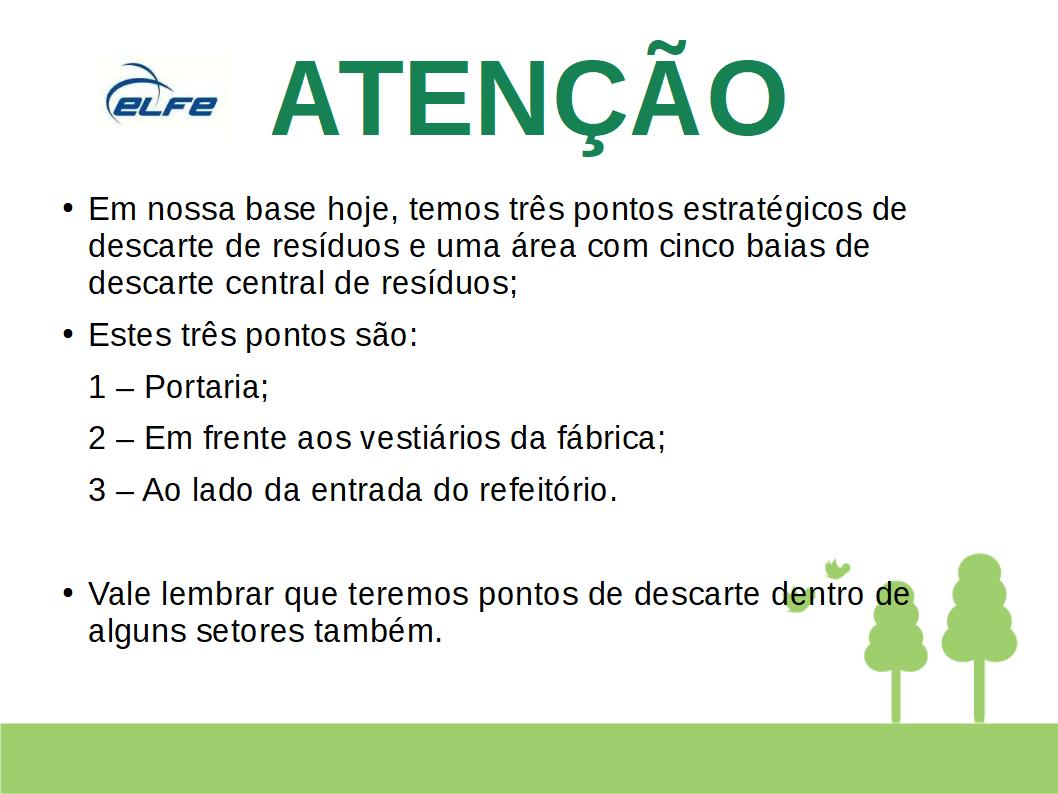 eLFe
ATENÇÃO
• Em nossa base hoje, temos três pontos estratégicos de
descarte de resíduos e uma área com cinco baias de
descarte central de resíduos;
• Estes três pontos são:
1 – Portaria;
2 – Em frente aos vestiários da fábrica;
3 – Ao lado da entrada do refeitório.
• Vale lembrar que teremos pontos de descarte dentro de
alguns setores também.